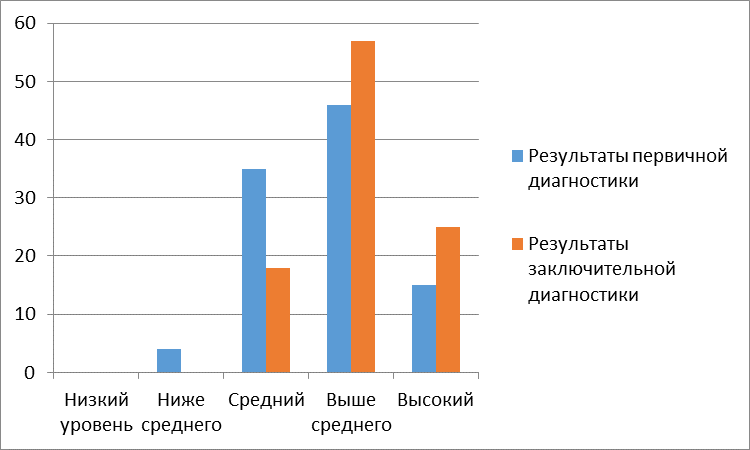 60
50
40
30
20
10
0
Низкий
уровень
Ниже
среднего
Средний
Выше
среднего
Высокий
Результаты первичной
диагностики
Результаты
заключительной
диагностики